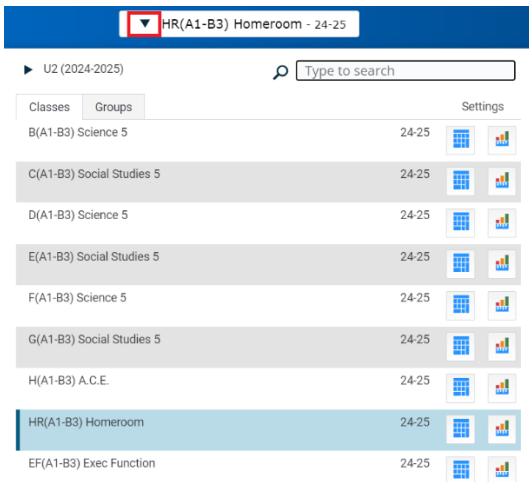 ▼ HR(A1-B3) Homeroom - 24-25
▶ U2 (2024-2025) Type to search
Classes Groups Settings
B(A1-B3) Science 5 24-25
C(A1-B3) Social Studies 5 24-25
D(A1-B3) Science 5 24-25
E(A1-B3) Social Studies 5 24-25
F(A1-B3) Science 5 24-25
G(A1-B3) Social Studies 5 24-25
H(A1-B3) A.C.E. 24-25
HR(A1-B3) Homeroom 24-25
EF(A1-B3) Exec Function 24-25